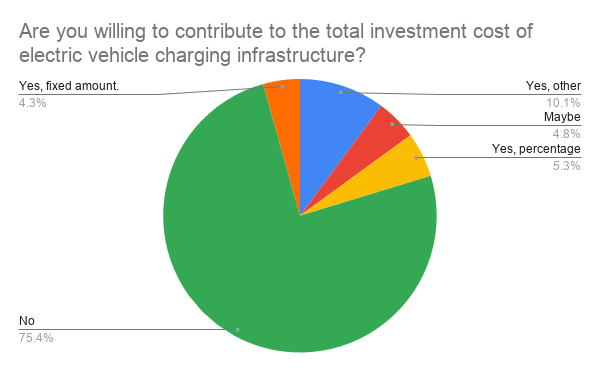 Are you willing to contribute to the total investment cost of
electric vehicle charging infrastructure?
Yes, fixed amount.
4.3%
Yes, other
10.1%
Maybe
4.8%
Yes, percentage
5.3%
No
75.4%